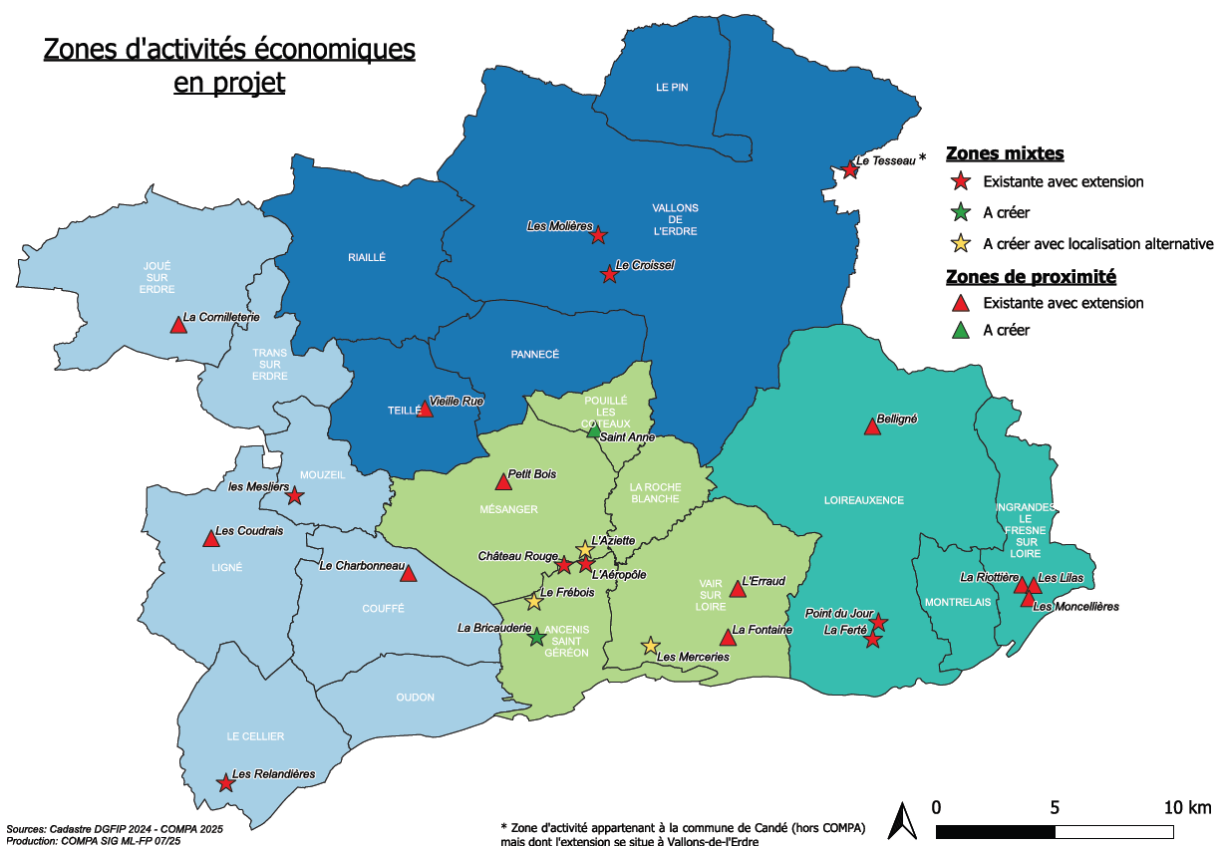 Zones d'activités économiques
en projet
LE PIN
Le Tesseau *
Zones mixtes
Existante avec extension
A créer
A créer avec localisation alternative
Zones de proximité
Existante avec extension
A créer
VALLONS
DE
L'ERDRE
Les Molières
Le Croissel
RIAILLÉ
JOUÉ
SUR
ERDRE
La Cornilleterie
TRANS
SUR
ERDRE
PANNECÉ
TEILLÉ
Vieille Rue
POUILLÉ
LES
COTEAUX
Saint Anne
Belligné
MOUZEIL
les Mesliers
Petit Bois
MÉSANGER
LA ROCHE
BLANCHE
LOIREAUXENCE
INGRANDES
LE
FRESNE
SUR
LOIRE
Les Coudrais
LIGNÉ
Le Charbonneau
COUFFÉ
L'Aziette
Château Rouge
L'Aéropôle
Le Frébois
La Bricauderie
ANCENIS
SAINT
GÉRÉON
VAIR
SUR
LOIRE
L'Erraud
La Fontaine
Les Merceries
Point du Jour
La Ferté
MONTRELAIS
La Riottière
Les Lilas
Les Moncellières
OUDON
LE CELLIER
Les Relandières
Sources: Cadastre DGFIP 2024 - COMPA 2025
Production: COMPA SIG ML-FP 07/25
* Zone d'activité appartenant à la commune de Candé (hors COMPA)
mais dont l'extension se situe à Vallons-de-l'Erdre
0 5 10 km